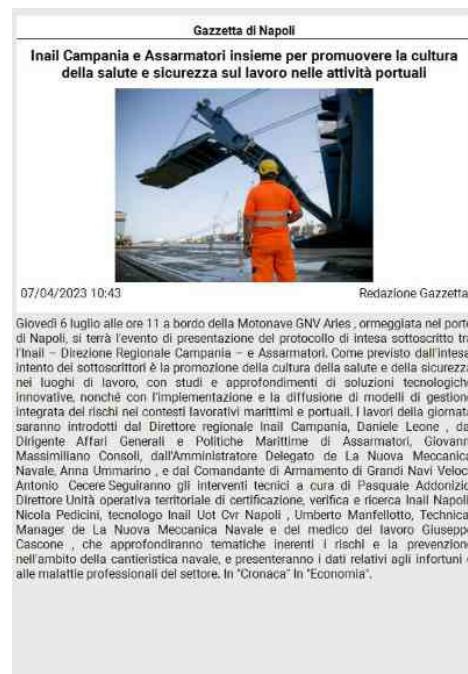 Gazzetta di Napoli
Inail Campania e Assarmatori insieme per promuovere la cultura
della salute e sicurezza sul lavoro nelle attività portuali
07/04/2023 10:43
Redazione Gazzetta
Giovedì 6 luglio alle ore 11 a bordo della Motonave GNV Aries , ormeggiata nel porto
di Napoli, si terrà l'evento di presentazione del protocollo di intesa sottoscritto tra
l'Inail – Direzione Regionale Campania – e Assarmatori. Come previsto dall'intesa
intento dei sottoscrittori è la promozione della cultura della salute e della sicurezza
nei luoghi di lavoro, con studi e approfondimenti di soluzioni tecnologiche
innovative, nonché con l'implementazione e la diffusione di modelli di gestione
integrata dei rischi nei contesti lavorativi marittimi e portuali. I lavori della giornata
saranno introdotti dal Direttore regionale Inail Campania, Daniele Leone , dal
Dirigente Affari Generali e Politiche Marittime di Assarmatori, Giovanni
Massimiliano Consoli, dall'Amministratore Delegato de La Nuova Meccanica
Navale, Anna Ummarino , e dal Comandante di Armamento di Grandi Navi Veloci
Antonio Cecere Seguiranno gli interventi tecnici a cura di Pasquale Addonizio
Direttore Unità operativa territoriale di certificazione, verifica e ricerca Inail Napoli
Nicola Pedicini, tecnologo Inail Uot Cvr Napoli , Umberto Manfellotto, Technical
Manager de La Nuova Meccanica Navale e del medico del lavoro Giuseppe
Cascone , che approfondiranno tematiche inerenti i rischi e la prevenzione
nell'ambito della cantieristica navale, e presenteranno i dati relativi agli infortuni e
alle malattie professionali del settore. In "Cronaca" In "Economia".